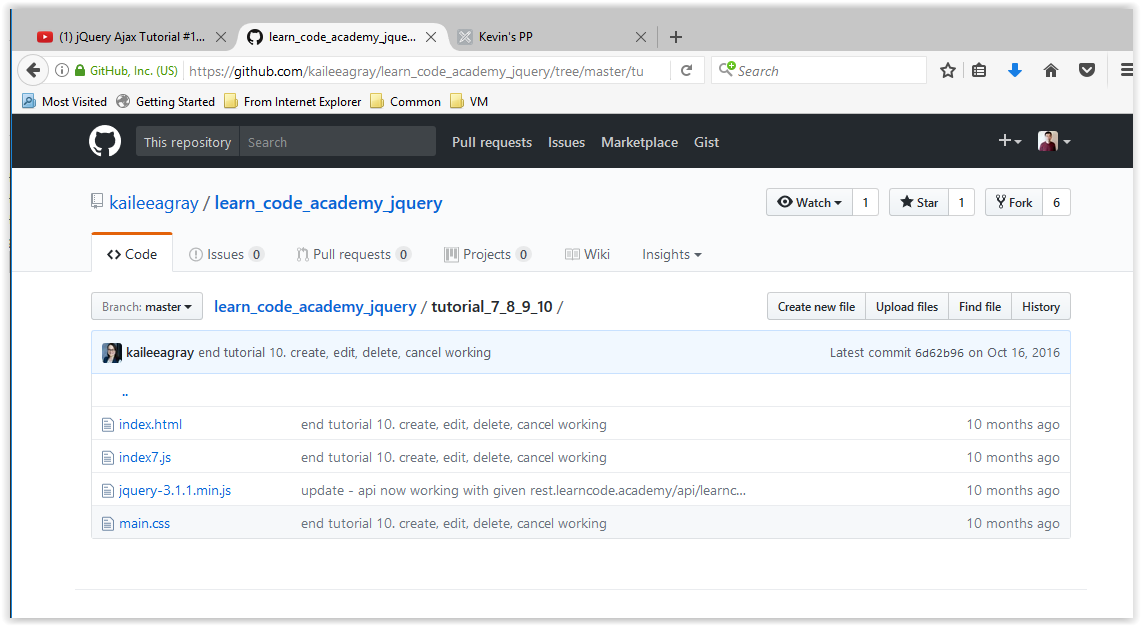 (1) jQuery Ajax Tutorial #1... learn_code_academy_jque... Kevin's PP
GitHub, Inc. (US) https://github.com/kaileeagray/learn_code_academy_jquery/tree/master/tu Search
Most Visited Getting Started From Internet Explorer Common VM
This repository Search Pull requests Issues Marketplace Gist
kaileeagray / learn_code_academy_jquery Watch 1 Star 1 Fork 6
Code Issues 0 Pull requests 0 Projects 0 Wiki Insights
Branch: master learn_code_academy_jquery / tutorial_7_8_9_10 / Create new file Upload files Find file History
kaileeagray end tutorial 10. create, edit, delete, cancel working Latest commit 6d62b96 on Oct 16, 2016
..
index.html end tutorial 10. create, edit, delete, cancel working 10 months ago
index7.js end tutorial 10. create, edit, delete, cancel working 10 months ago
jquery-3.1.1.min.js update - api now working with given rest.learncode.academy/api/learnc... 10 months ago
main.css end tutorial 10. create, edit, delete, cancel working 10 months ago